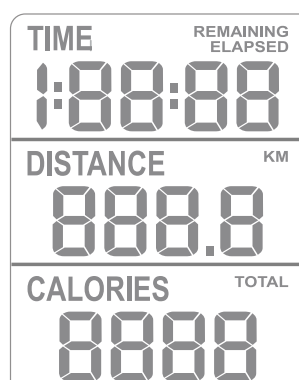 TIME REMAINING
ELAPSED
1:88:88
DISTANCE KM
888.8
CALORIES TOTAL
8888